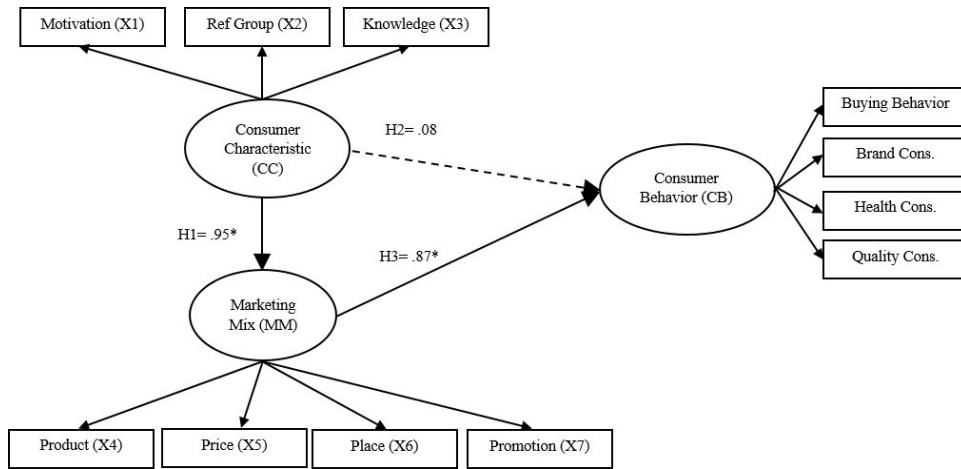 Motivation (X1)
Ref Group (X2)
Knowledge (X3)
Consumer
Characteristic
(CC)
H2= .08
Buying Behavior
Brand Cons.
Health Cons.
Quality Cons.
Consumer
Behavior (CB)
H1= .95*
H3= .87*
Marketing
Mix (MM)
Product (X4)
Price (X5)
Place (X6)
Promotion (X7)